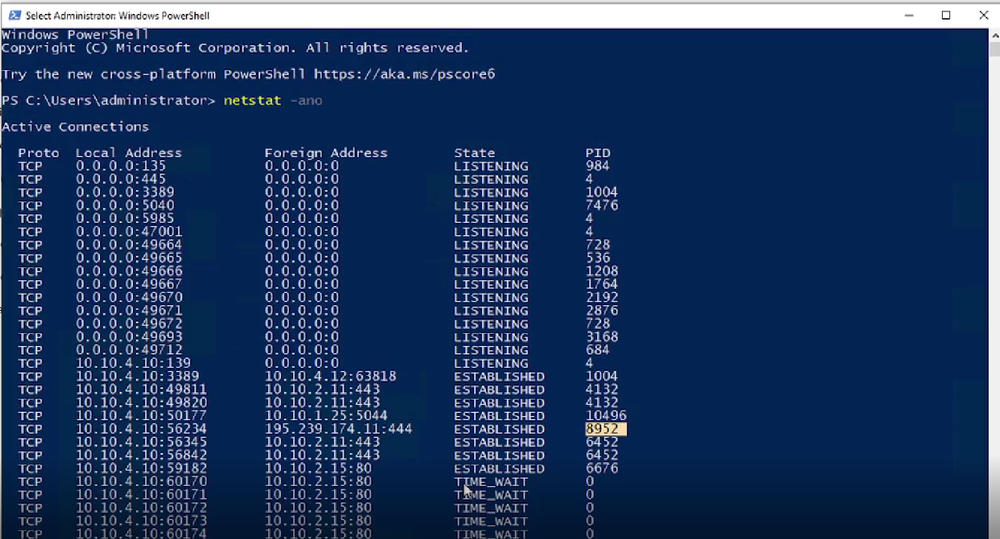 Select Administrator: Windows PowerShell
Windows PowerShell
Copyright (C) Microsoft Corporation. All rights reserved.
Try the new cross-platform PowerShell https://aka.ms/pscore6
PS C:\Users\administrator> netstat -ano
Active Connections
Proto Local Address Foreign Address State PID
TCP 0.0.0.0:135 0.0.0.0:0 LISTENING 984
TCP 0.0.0.0:445 0.0.0.0:0 LISTENING 4
TCP 0.0.0.0:3389 0.0.0.0:0 LISTENING 1004
TCP 0.0.0.0:5040 0.0.0.0:0 LISTENING 7476
TCP 0.0.0.0:5985 0.0.0.0:0 LISTENING 4
TCP 0.0.0.0:47001 0.0.0.0:0 LISTENING 4
TCP 0.0.0.0:49664 0.0.0.0:0 LISTENING 728
TCP 0.0.0.0:49665 0.0.0.0:0 LISTENING 536
TCP 0.0.0.0:49666 0.0.0.0:0 LISTENING 1208
TCP 0.0.0.0:49667 0.0.0.0:0 LISTENING 1764
TCP 0.0.0.0:49670 0.0.0.0:0 LISTENING 2192
TCP 0.0.0.0:49671 0.0.0.0:0 LISTENING 2876
TCP 0.0.0.0:49672 0.0.0.0:0 LISTENING 728
TCP 0.0.0.0:49693 0.0.0.0:0 LISTENING 3168
TCP 0.0.0.0:49712 0.0.0.0:0 LISTENING 684
TCP 10.10.4.10:139 0.0.0.0:0 LISTENING 4
TCP 10.10.4.10:3389 10.10.4.12:63818 ESTABLISHED 1004
TCP 10.10.4.10:49811 10.10.2.11:443 ESTABLISHED 4132
TCP 10.10.4.10:49820 10.10.2.11:443 ESTABLISHED 4132
TCP 10.10.4.10:50177 10.10.1.25:5044 ESTABLISHED 10496
TCP 10.10.4.10:56234 195.239.174.11:444 ESTABLISHED 8952
TCP 10.10.4.10:56345 10.10.2.11:443 ESTABLISHED 6452
TCP 10.10.4.10:56842 10.10.2.11:443 ESTABLISHED 6452
TCP 10.10.4.10:59182 10.10.2.15:80 ESTABLISHED 6676
TCP 10.10.4.10:60170 10.10.2.15:80 TIME_WAIT 0
TCP 10.10.4.10:60171 10.10.2.15:80 TIME_WAIT 0
TCP 10.10.4.10:60172 10.10.2.15:80 TIME_WAIT 0
TCP 10.10.4.10:60173 10.10.2.15:80 TIME_WAIT 0
TCP 10.10.4.10:60174 10.10.2.15:80 TIME_WAIT 0